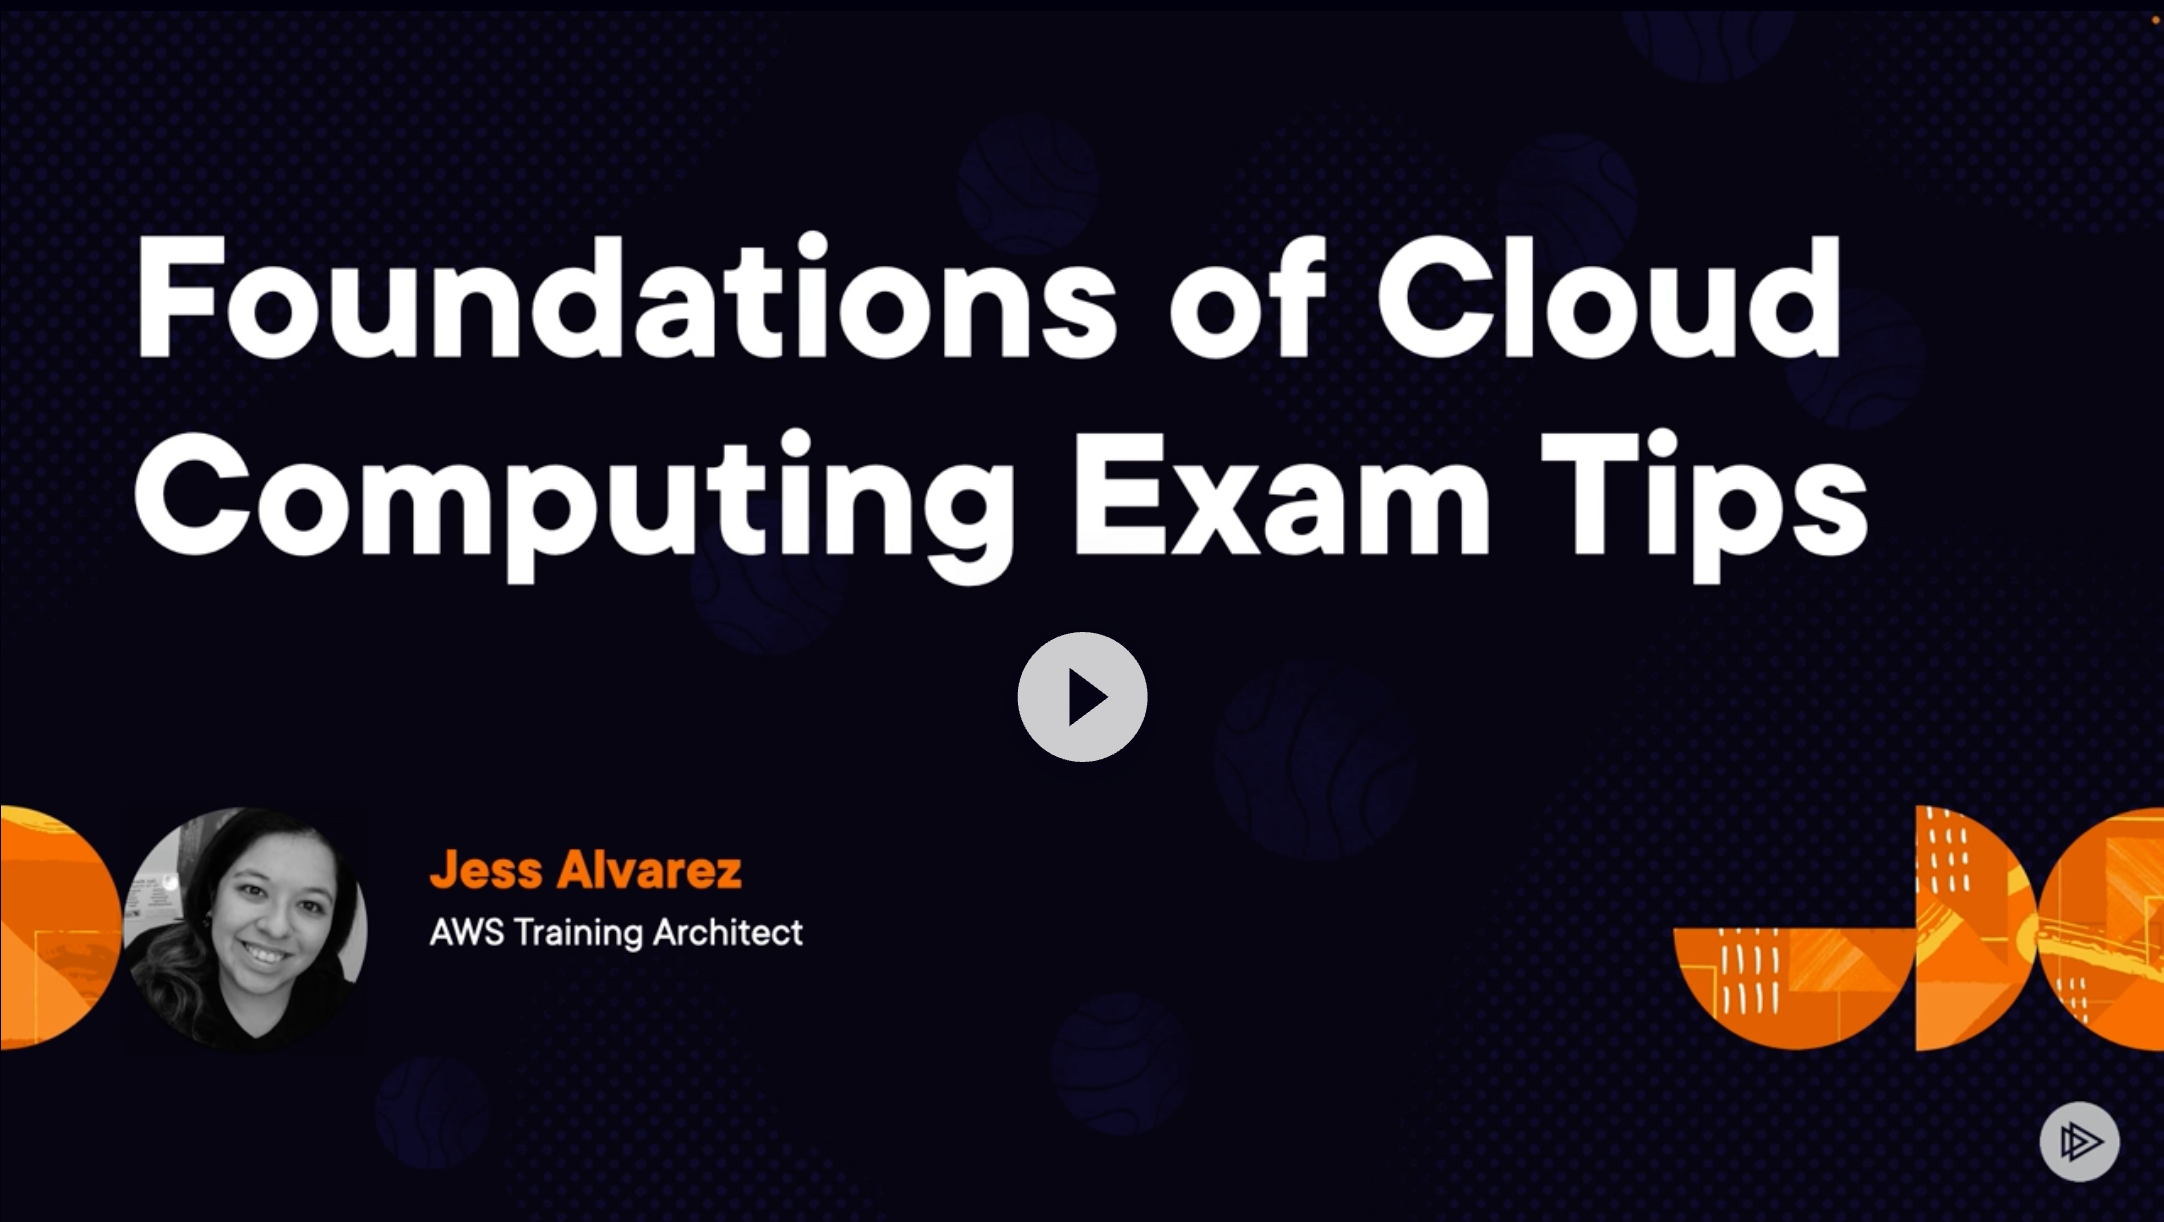 Foundations of Cloud
Computing Exam Tips
Jess Alvarez
AWS Training Architect